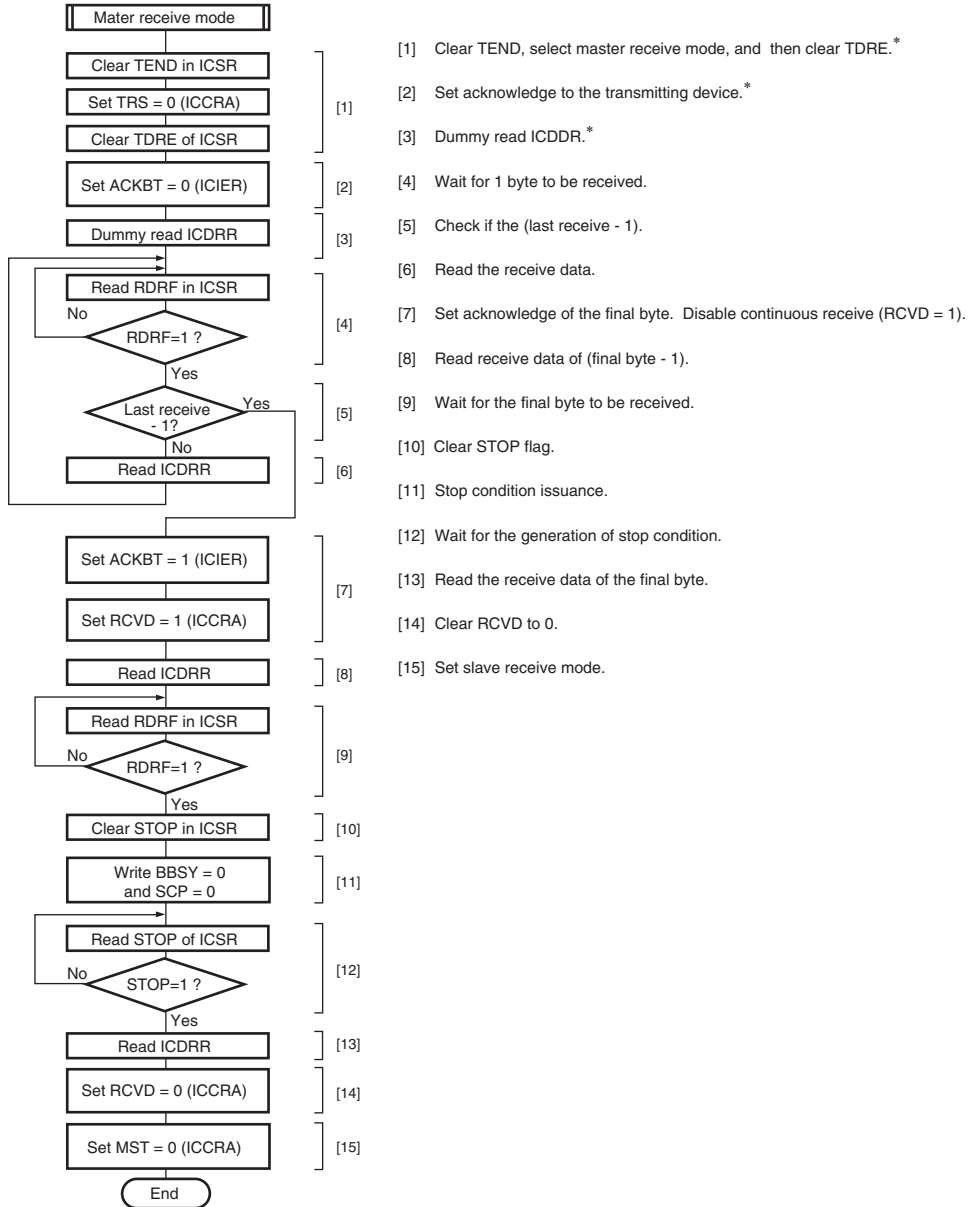 Mater receive mode
Clear TEND in ICSR
Set TRS = 0 (ICCRA)
Clear TDRE of ICSR
[1]
Set ACKBT = 0 (ICIER)
[2]
Dummy read ICDRR
[3]
Read RDRF in ICSR
No
RDRF=1 ?
[4]
Yes
Last receive
- 1?
Yes
[5]
No
Read ICDRR
[6]
Set ACKBT = 1 (ICIER)
[7]
Set RCVD = 1 (ICCRA)
Read ICDRR
[8]
Read RDRF in ICSR
No
RDRF=1 ?
[9]
Yes
Clear STOP in ICSR
[10]
Write BBSY = 0
and SCP = 0
[11]
Read STOP of ICSR
No
STOP=1 ?
[12]
Yes
Read ICDRR
[13]
Set RCVD = 0 (ICCRA)
[14]
Set MST = 0 (ICCRA)
[15]
End
[1] Clear TEND, select master receive mode, and then clear TDRE.*
[2] Set acknowledge to the transmitting device.*
[3] Dummy read ICDDR.*
[4] Wait for 1 byte to be received.
[5] Check if the (last receive - 1).
[6] Read the receive data.
[7] Set acknowledge of the final byte. Disable continuous receive (RCVD = 1).
[8] Read receive data of (final byte - 1).
[9] Wait for the final byte to be received.
[10] Clear STOP flag.
[11] Stop condition issuance.
[12] Wait for the generation of stop condition.
[13] Read the receive data of the final byte.
[14] Clear RCVD to 0.
[15] Set slave receive mode.